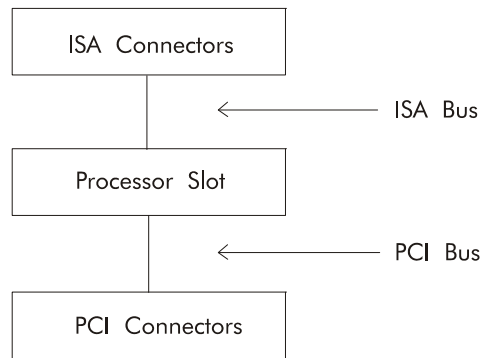 ISA Connectors
ISA Bus
Processor Slot
PCI Bus
PCI Connectors